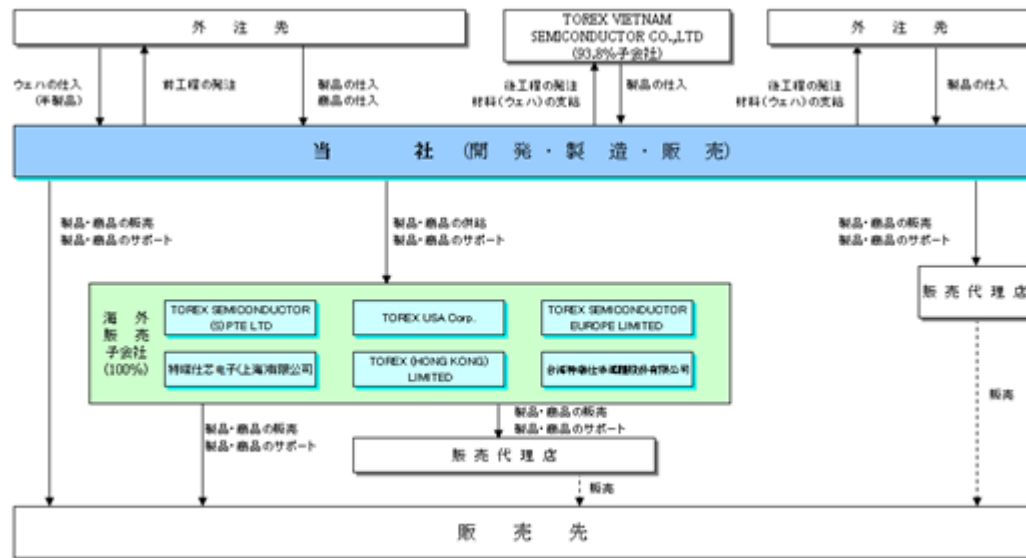 外 注 先
TOREX VIETNAM
SEMICONDUCTOR CO.,LTD
(93.8%子会社)
外 注 先
ウェハの仕入
(半製品)
前工程の発注
製品の仕入
商品の仕入
後工程の発注
材料(ウェハ)の支給
製品の仕入
後工程の発注
材料(ウェハ)の支給
製品の仕入
当 社 (開 発 ・ 製 造 ・ 販 売)
製品・商品の販売
製品・商品のサポート
製品・商品の供給
製品・商品のサポート
製品・商品の販売
製品・商品のサポート
海 外
販 売
子会社
(100%)
TOREX SEMICONDUCTOR
(S) PTE LTD
TOREX USA Corp.
TOREX SEMICONDUCTOR
EUROPE LIMITED
特瑞仕芯电子(上海)有限公司
TOREX (HONG KONG)
LIMITED
販 売 代 理 店
製品・商品の販売
製品・商品のサポート
製品・商品の販売
製品・商品のサポート
販 売 代 理 店
販売
販売
販 売 先